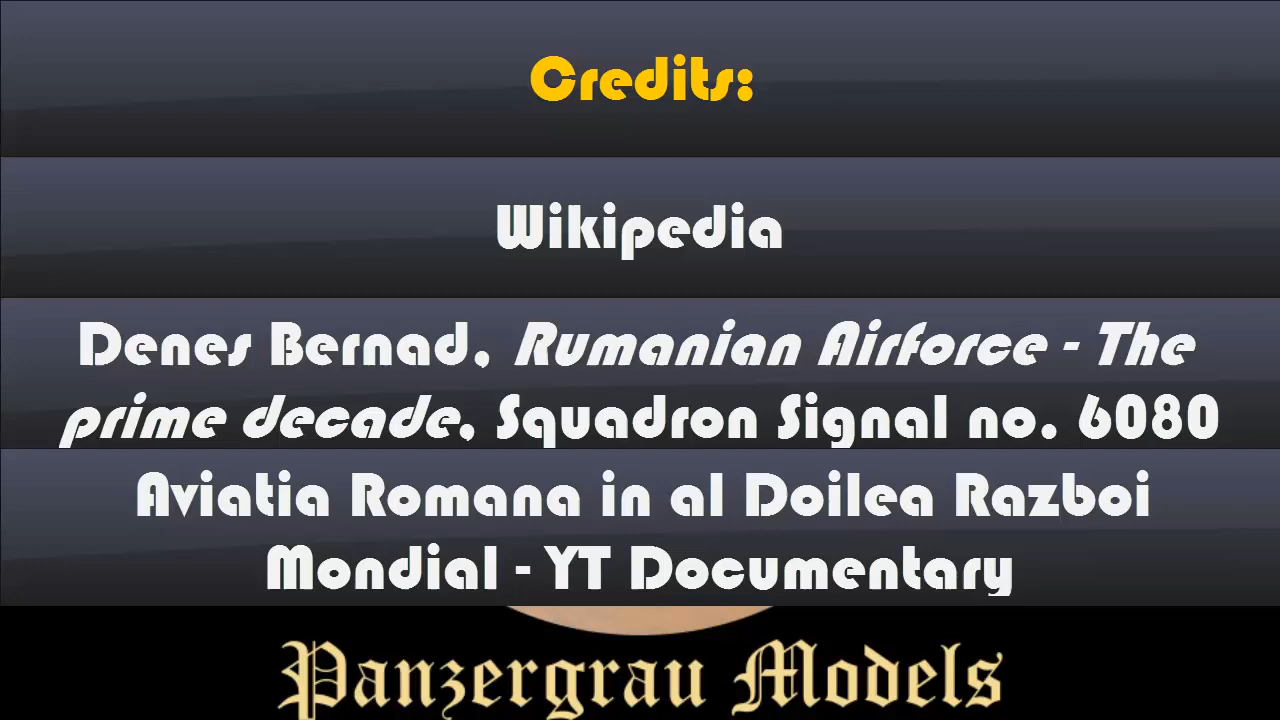 Credits:
Wikipedia
Denes Bernad, Rumanian Airforce - The
prime decade, Squadron Signal no. 6080
Aviatia Romana in al Doilea Razboi
Mondial - YT Documentary
Panzergrau Models